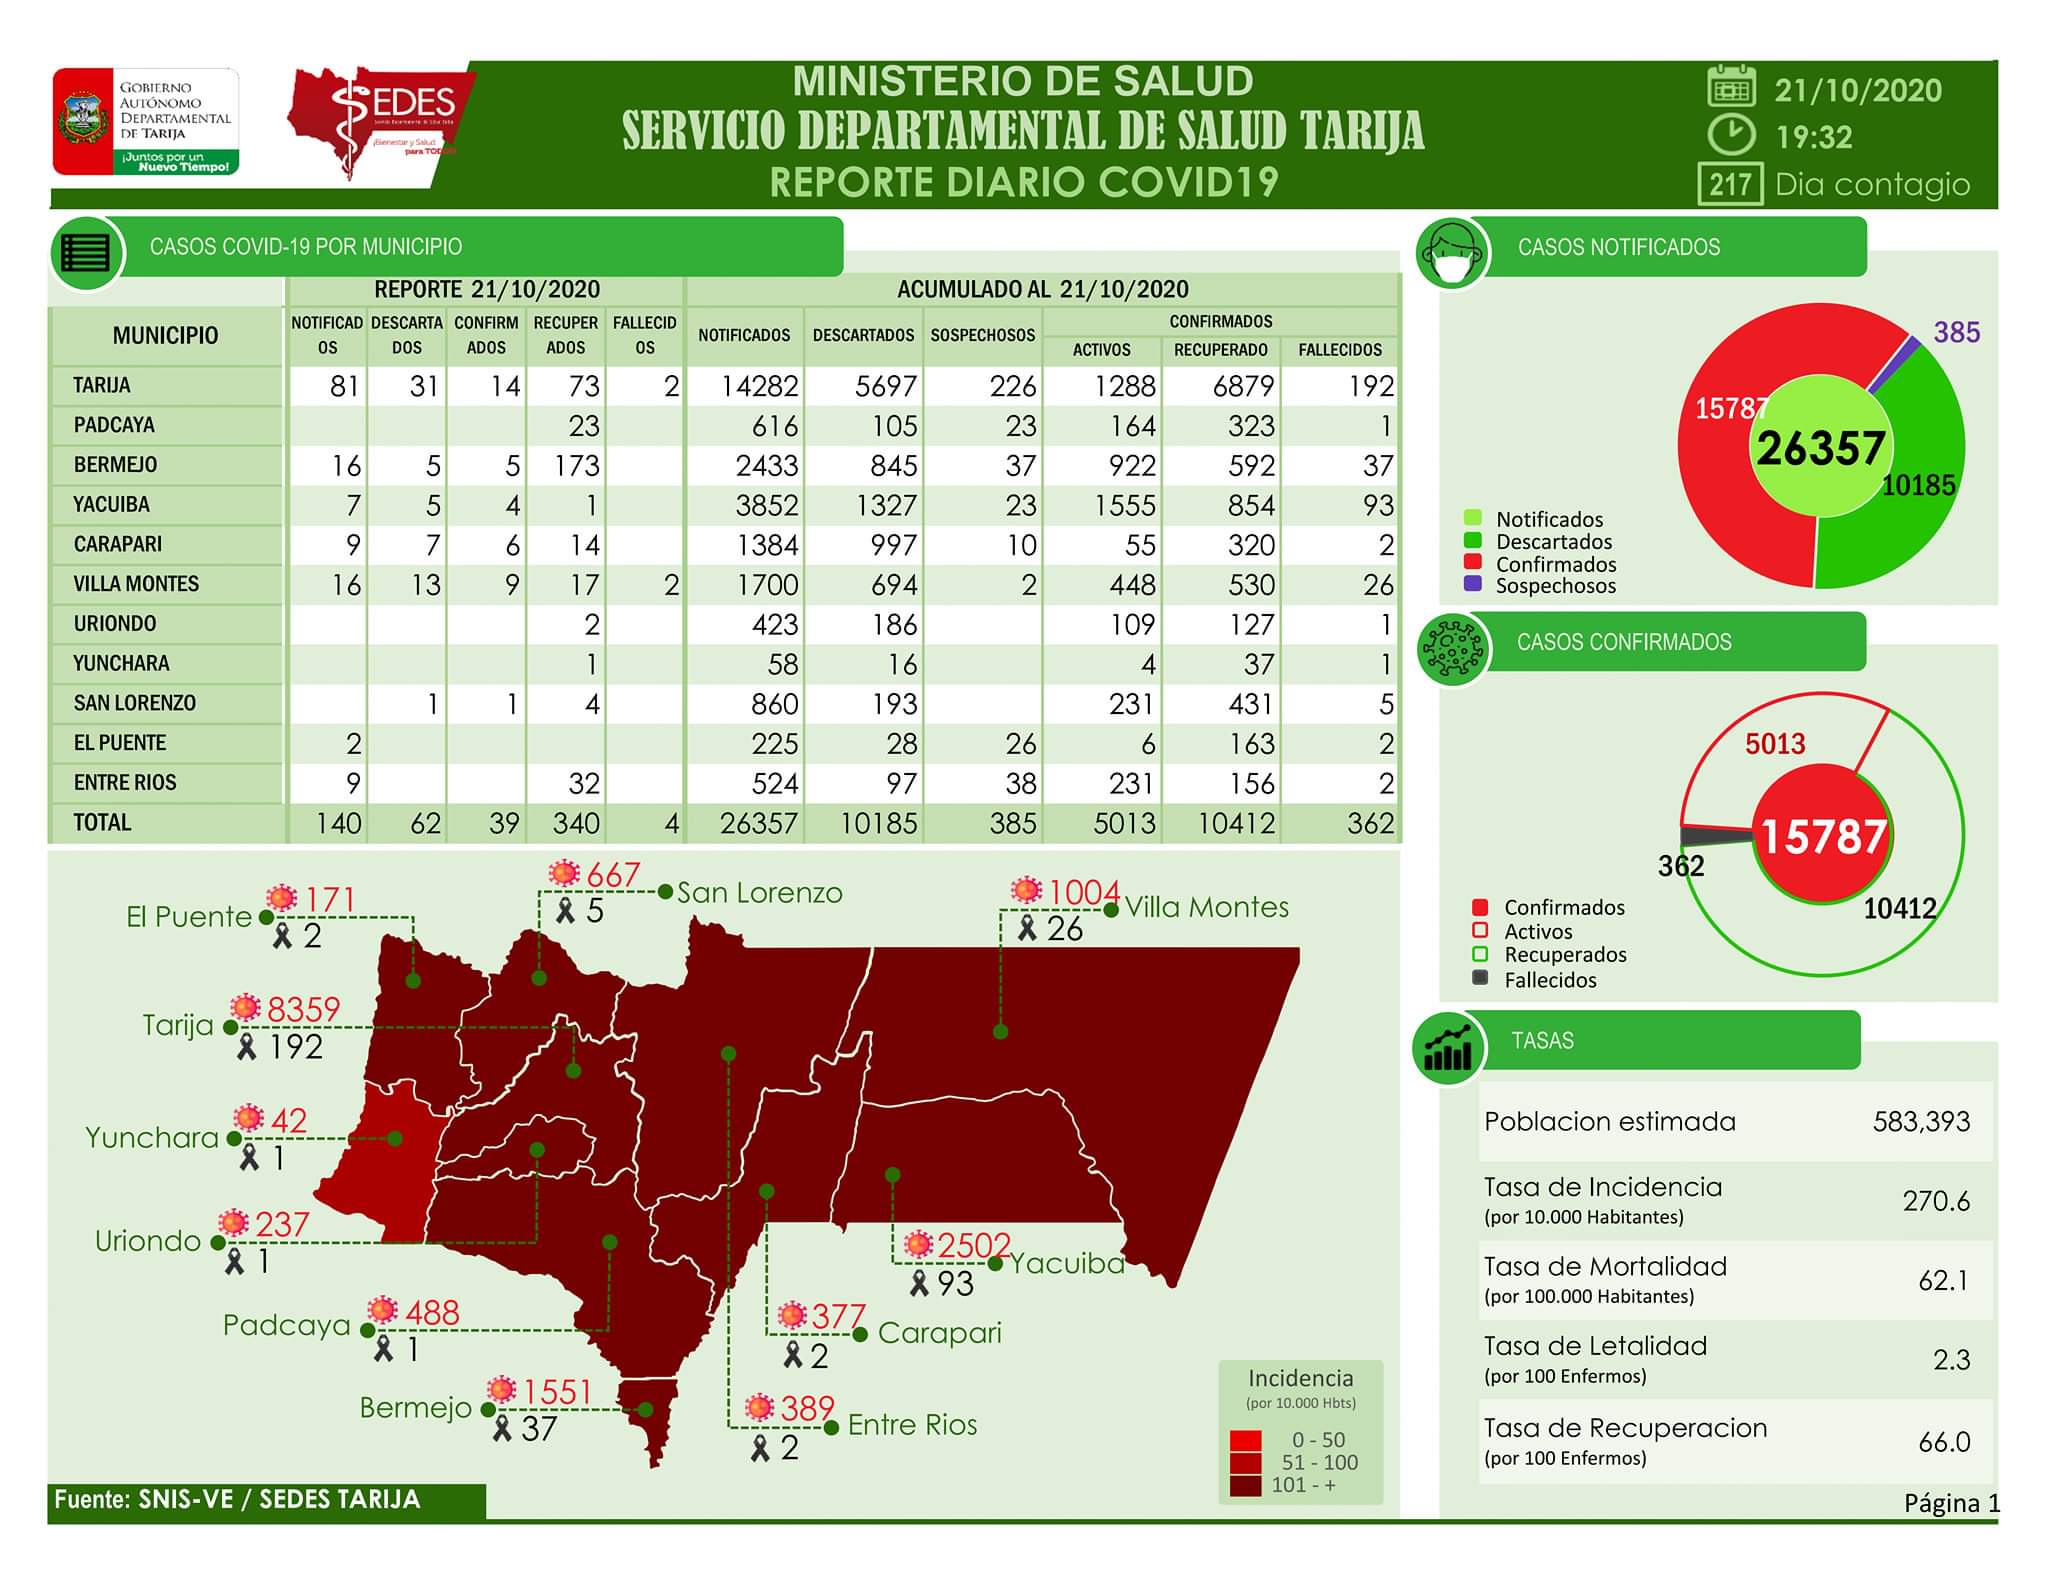 GOBIERNO
AUTÓNOMO
DEPARTAMENTAL
DE TARIJA
¡Juntos por un
Nuevo Tiempo!
SEDES
¡Bienestar y Salud
para TODOS!
MINISTERIO DE SALUD
SERVICIO DEPARTAMENTAL DE SALUD TARIJA
REPORTE DIARIO COVID19
21/10/2020
19:32
217 Dia contagio
CASOS COVID-19 POR MUNICIPIO
REPORTE 21/10/2020 ACUMULADO AL 21/10/2020
MUNICIPIO NOTIFICADOS DESCARTADOS CONFIRMADOS RECUPERADOS FALLECIDOS NOTIFICADOS DESCARTADOS SOSPECHOSOS CONFIRMADOS
ACTIVOS RECUPERADO FALLECIDOS
TARIJA 81 31 14 73 2 14282 5697 226 1288 6879 192
PADCAYA 23 616 105 23 164 323 1
BERMEJO 16 5 5 173 2433 845 37 922 592 37
YACUIBA 7 5 4 1 3852 1327 23 1555 854 93
CARAPARI 9 7 6 14 1384 997 10 55 320 2
VILLA MONTES 16 13 9 17 2 1700 694 2 448 530 26
URIONDO 2 423 186 109 127 1
YUNCHARA 1 58 16 4 37 1
SAN LORENZO 1 1 4 860 193 231 431 5
EL PUENTE 2 225 28 26 6 163 2
ENTRE RIOS 9 32 524 97 38 231 156 2
TOTAL 140 62 39 340 4 26357 10185 385 5013 10412 362
CASOS NOTIFICADOS
385
15787
26357
10185
Notificados
Descartados
Confirmados
Sospechosos
CASOS CONFIRMADOS
5013
15787
362
10412
Confirmados
Activos
Recuperados
Fallecidos
El Puente
171
2
667
5
San Lorenzo
1004
26
Villa Montes
Tarija
8359
192
Yunchara
42
1
Uriondo
237
1
Padcaya
488
1
Bermejo
1551
37
2502
93
Yacuiba
377
2
Carapari
389
2
Entre Rios
Incidencia
(por 10.000 Hbts)
0 - 50
51 - 100
101 - +
TASAS
Poblacion estimada 583,393
Tasa de Incidencia
(por 10.000 Habitantes)
270.6
Tasa de Mortalidad
(por 100.000 Habitantes)
62.1
Tasa de Letalidad
(por 100 Enfermos)
2.3
Tasa de Recuperacion
(por 100 Enfermos)
66.0
Fuente: SNIS-VE / SEDES TARIJA
Página 1